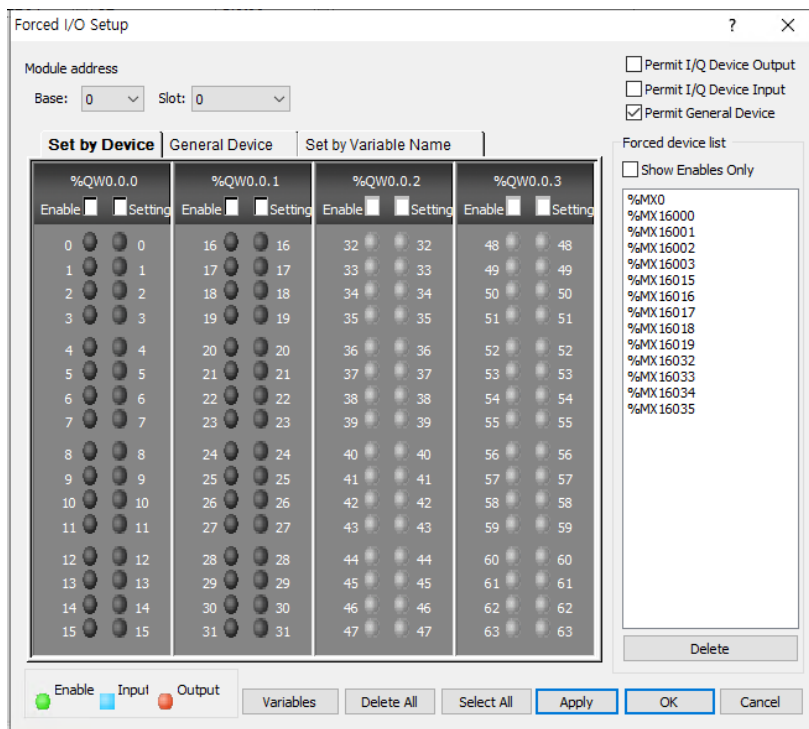 Forced I/O Setup
? 
Module address
Base: 0 Slot: 0
Permit I/Q Device Output
Permit I/Q Device Input
Permit General Device
Set by Device General Device Set by Variable Name
Forced device list
Show Enables Only
%QW0.0.0 %QW0.0.1 %QW0.0.2 %QW0.0.3
Enable Setting Enable Setting Enable Setting Enable Setting
0 0 16 16 32 32 48 48
1 1 17 17 33 33 49 49
2 2 18 18 34 34 50 50
3 3 19 19 35 35 51 51
4 4 20 20 36 36 52 52
5 5 21 21 37 37 53 53
6 6 22 22 38 38 54 54
7 7 23 23 39 39 55 55
8 8 24 24 40 40 56 56
9 9 25 25 41 41 57 57
10 10 26 26 42 42 58 58
11 11 27 27 43 43 59 59
12 12 28 28 44 44 60 60
13 13 29 29 45 45 61 61
14 14 30 30 46 46 62 62
15 15 31 31 47 47 63 63
%MX0
%MX16000
%MX16001
%MX16002
%MX16003
%MX16015
%MX16016
%MX16017
%MX16018
%MX16019
%MX16032
%MX16033
%MX16034
%MX16035
Delete
Enable Input Output
Variables Delete All Select All Apply OK Cancel